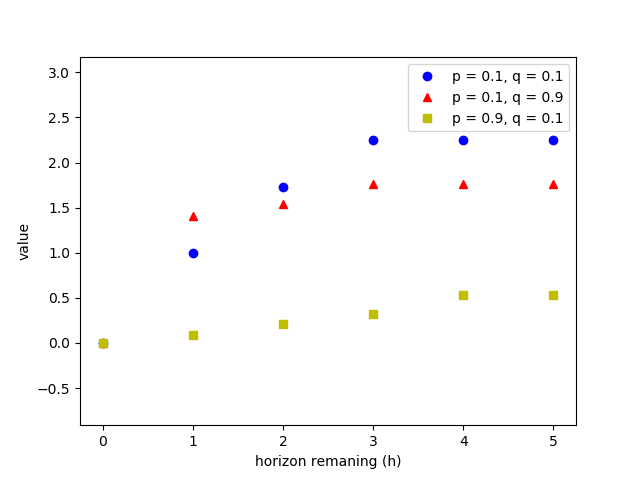 3.0
2.5
2.0
1.5
1.0
0.5
0.0
−0.5
value
p = 0.1, q = 0.1
p = 0.1, q = 0.9
p = 0.9, q = 0.1
0 1 2 3 4 5
horizon remaning (h)